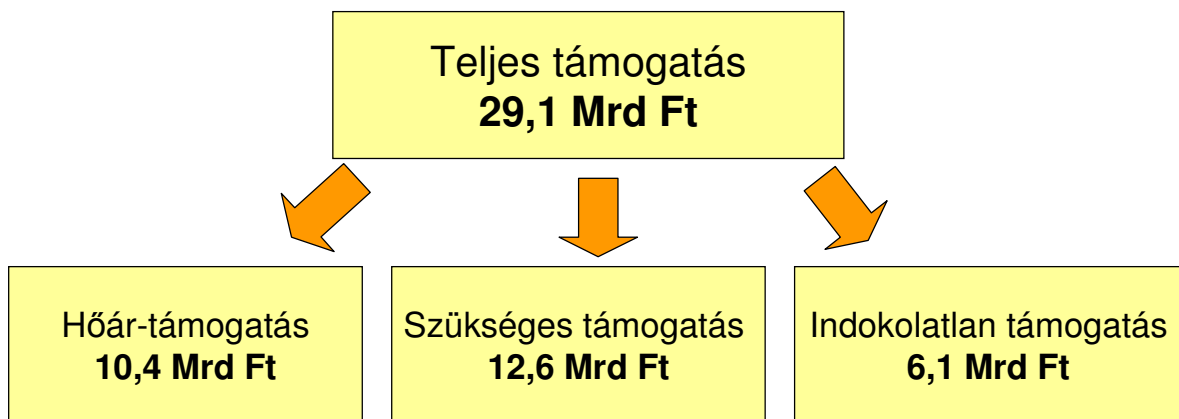 Teljes támogatás
29,1 Mrd Ft
Hőár-támogatás
10,4 Mrd Ft
Szükséges támogatás
12,6 Mrd Ft
Indokolatlan támogatás
6,1 Mrd Ft